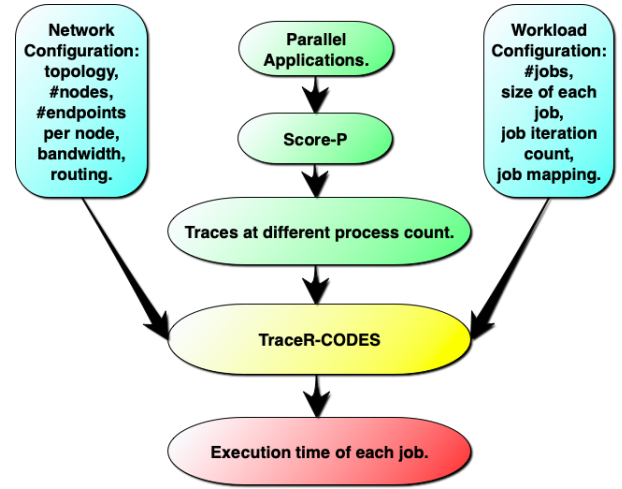 Network
Configuration:
topology,
#nodes,
#endpoints
per node,
bandwidth,
routing.
Parallel
Applications.
Score-P
Traces at different process count.
Workload
Configuration:
#jobs,
size of each
job,
job iteration
count,
job mapping.
TraceR-CODES
Execution time of each job.